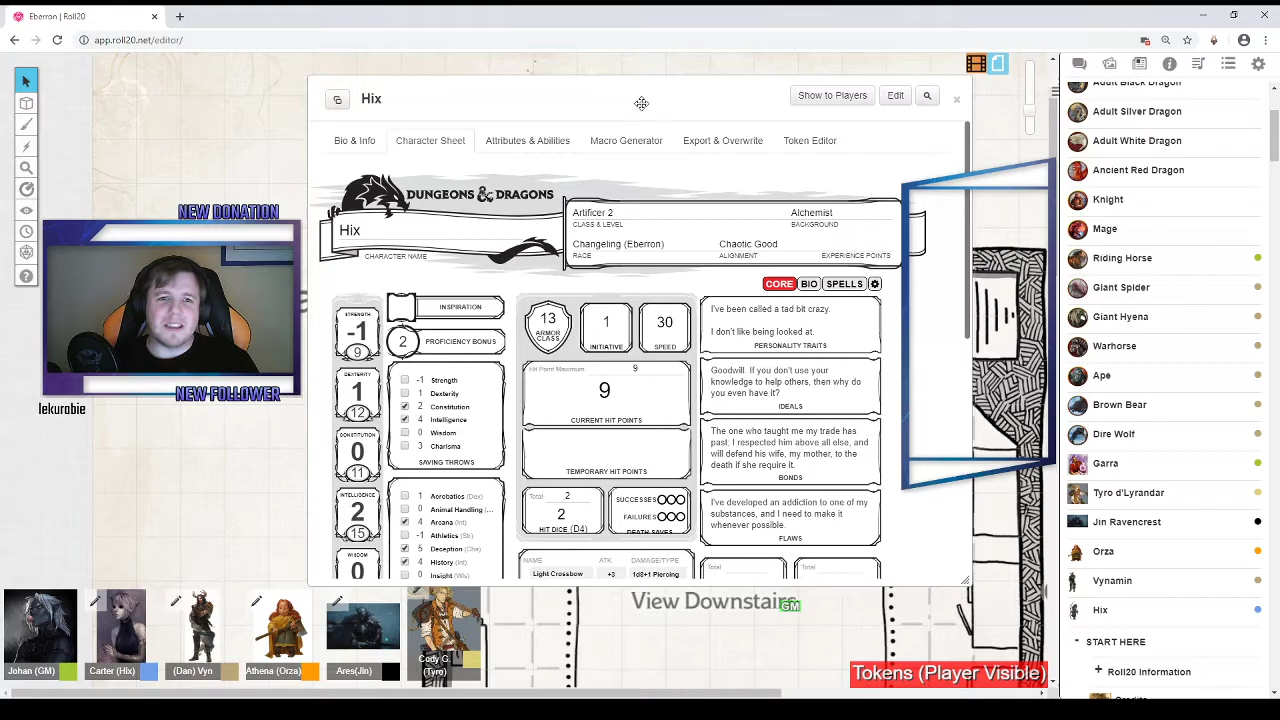 Eberron | Roll20
app.roll20.net/editor/
Hix
Show to Players
Edit
Bio & Info
Character Sheet
Attributes & Abilities
Macro Generator
Export & Overwrite
Token Editor
DUNGEONS & DRAGONS
Hix
CHARACTER NAME
Artificer 2
CLASS & LEVEL
Alchemist
BACKGROUND
Changeling (Eberron)
RACE
Chaotic Good
ALIGNMENT
EXPERIENCE POINTS
CORE
BIO
SPELLS
STRENGTH
-1
9
DEXTERITY
1
12
CONSTITUTION
0
11
INTELLIGENCE
2
15
WISDOM
0
INSPIRATION
2
PROFICIENCY BONUS
-1 Strength
1 Dexterity
2 Constitution
4 Intelligence
0 Wisdom
3 Charisma
SAVING THROWS
1 Acrobatics (Dex)
0 Animal Handling (...
4 Arcana (Int)
-1 Athletics (Str)
5 Deception (Cha)
4 History (Int)
0 Insight (Wis)
13
ARMOR
CLASS
1
INITIATIVE
30
SPEED
Hit Point Maximum 9
9
CURRENT HIT POINTS
TEMPORARY HIT POINTS
Total 2
2
HIT DICE (D4)
SUCCESSES
FAILURES
DEATH SAVES
NAME ATK DAMAGE/TYPE
Light Crossbow +3 1d8+1 Piercing
I've been called a tad bit crazy.
I don't like being looked at.
PERSONALITY TRAITS
Goodwill. If you don't use your
knowledge to help others, then why do
you even have it?
IDEALS
The one who taught me my trade has
past, I respected him above all else, and
will defend his wife, my mother, to the
death if she require it.
BONDS
I've developed an addiction to one of my
substances, and I need to make it
whenever possible.
FLAWS
Total
Total
NEW DONATION
NEW FOLLOWER
lekurabie
Johan (GM)
Carter (Hix)
(Dan) Vyn
Athena (Orza)
Ares(Jin)
Cody G.
(Tyro)
View Downstairs
GM
Tokens (Player Visible)
Adult Black Dragon
Adult Silver Dragon
Adult White Dragon
Ancient Red Dragon
Knight
Mage
Riding Horse
Giant Spider
Giant Hyena
Warhorse
Ape
Brown Bear
Dire Wolf
Garra
Tyro d'Lyrandar
Jin Ravencrest
Orza
Vynamin
Hix
START HERE
Roll20 Information
Credits